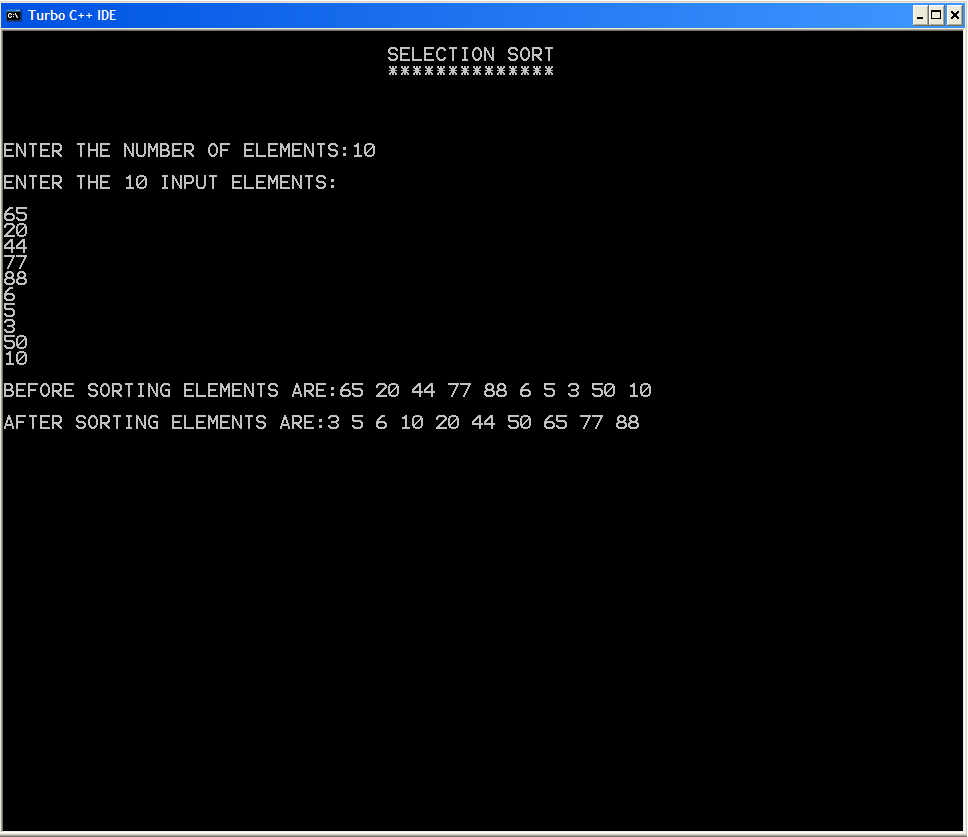 Turbo C++ IDE
SELECTION SORT
**************
ENTER THE NUMBER OF ELEMENTS:10
ENTER THE 10 INPUT ELEMENTS:
65
20
44
77
88
6
5
3
50
10
BEFORE SORTING ELEMENTS ARE:65 20 44 77 88 6 5 3 50 10
AFTER SORTING ELEMENTS ARE:3 5 6 10 20 44 50 65 77 88